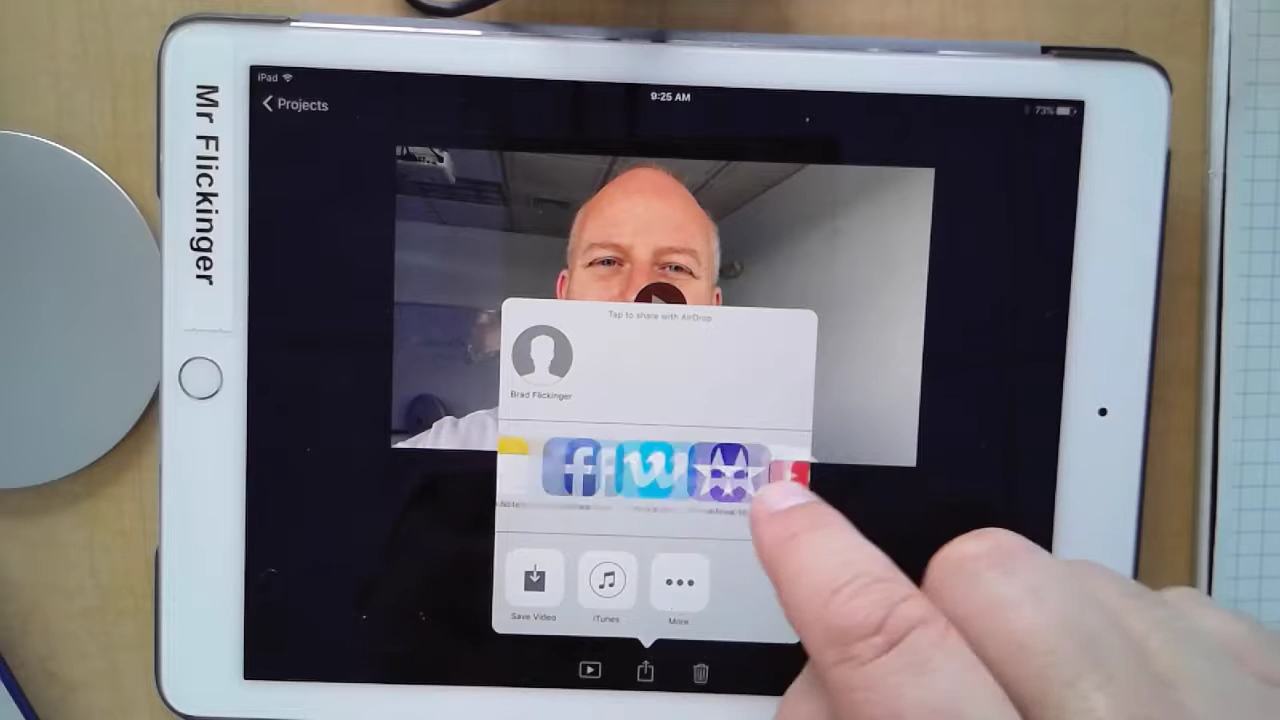 Mr Flickinger
iPad
9:25 AM
73%
Projects
Tap to share with AirDrop
Brad Flickinger
Save Video
iTunes
More